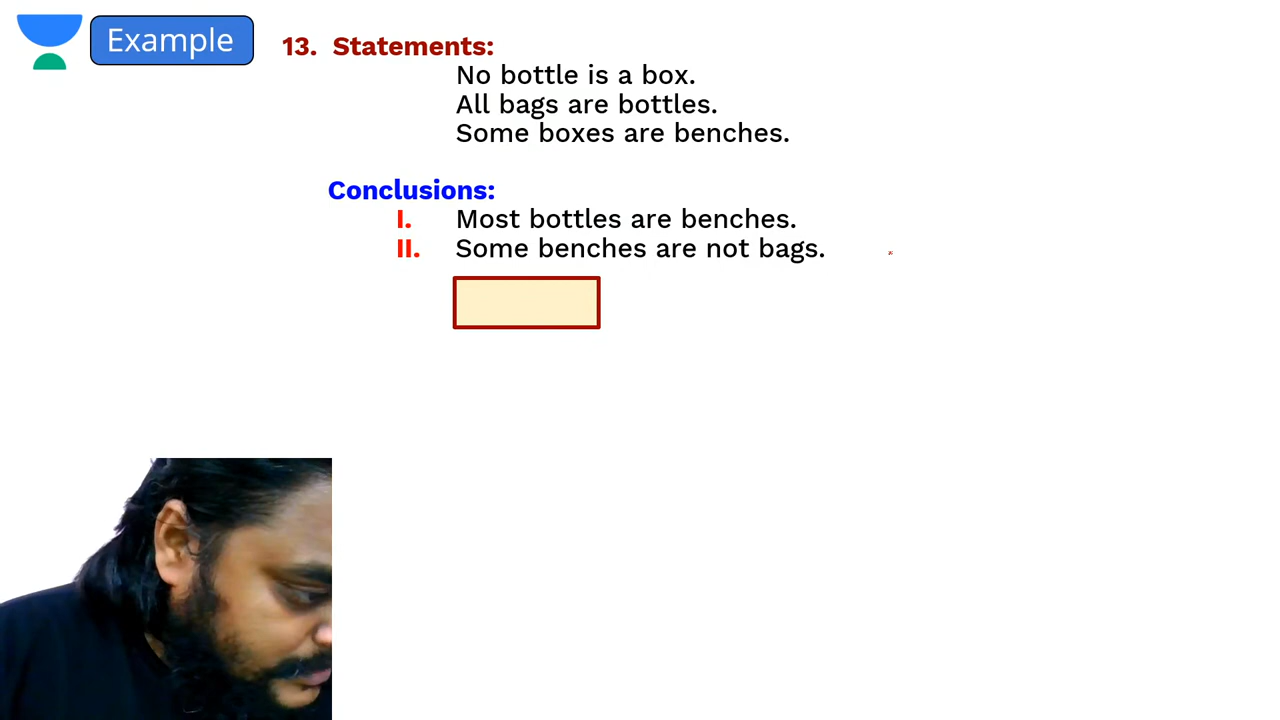 Example
13. Statements:
No bottle is a box.
All bags are bottles.
Some boxes are benches.
Conclusions:
I. Most bottles are benches.
II. Some benches are not bags.